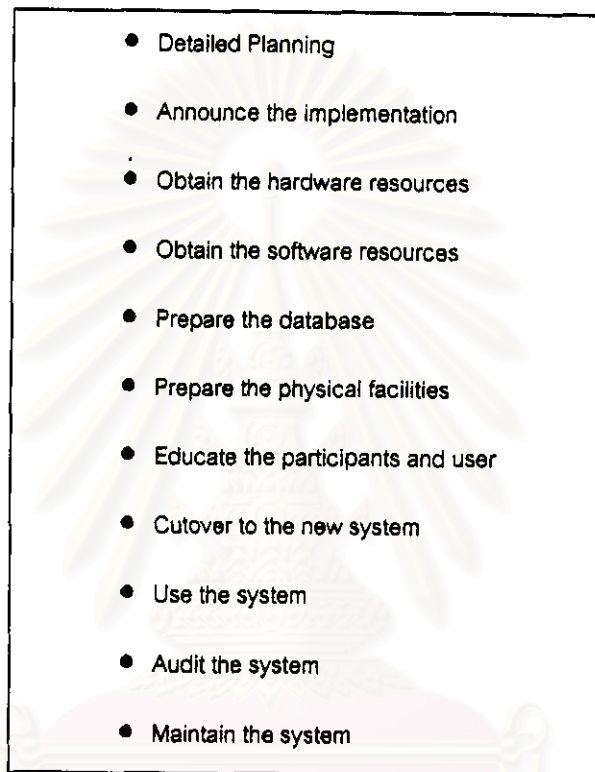 ● Detailed Planning
● Announce the implementation
● Obtain the hardware resources
● Obtain the software resources
● Prepare the database
● Prepare the physical facilities
● Educate the participants and user
● Cutover to the new system
● Use the system
● Audit the system
● Maintain the system